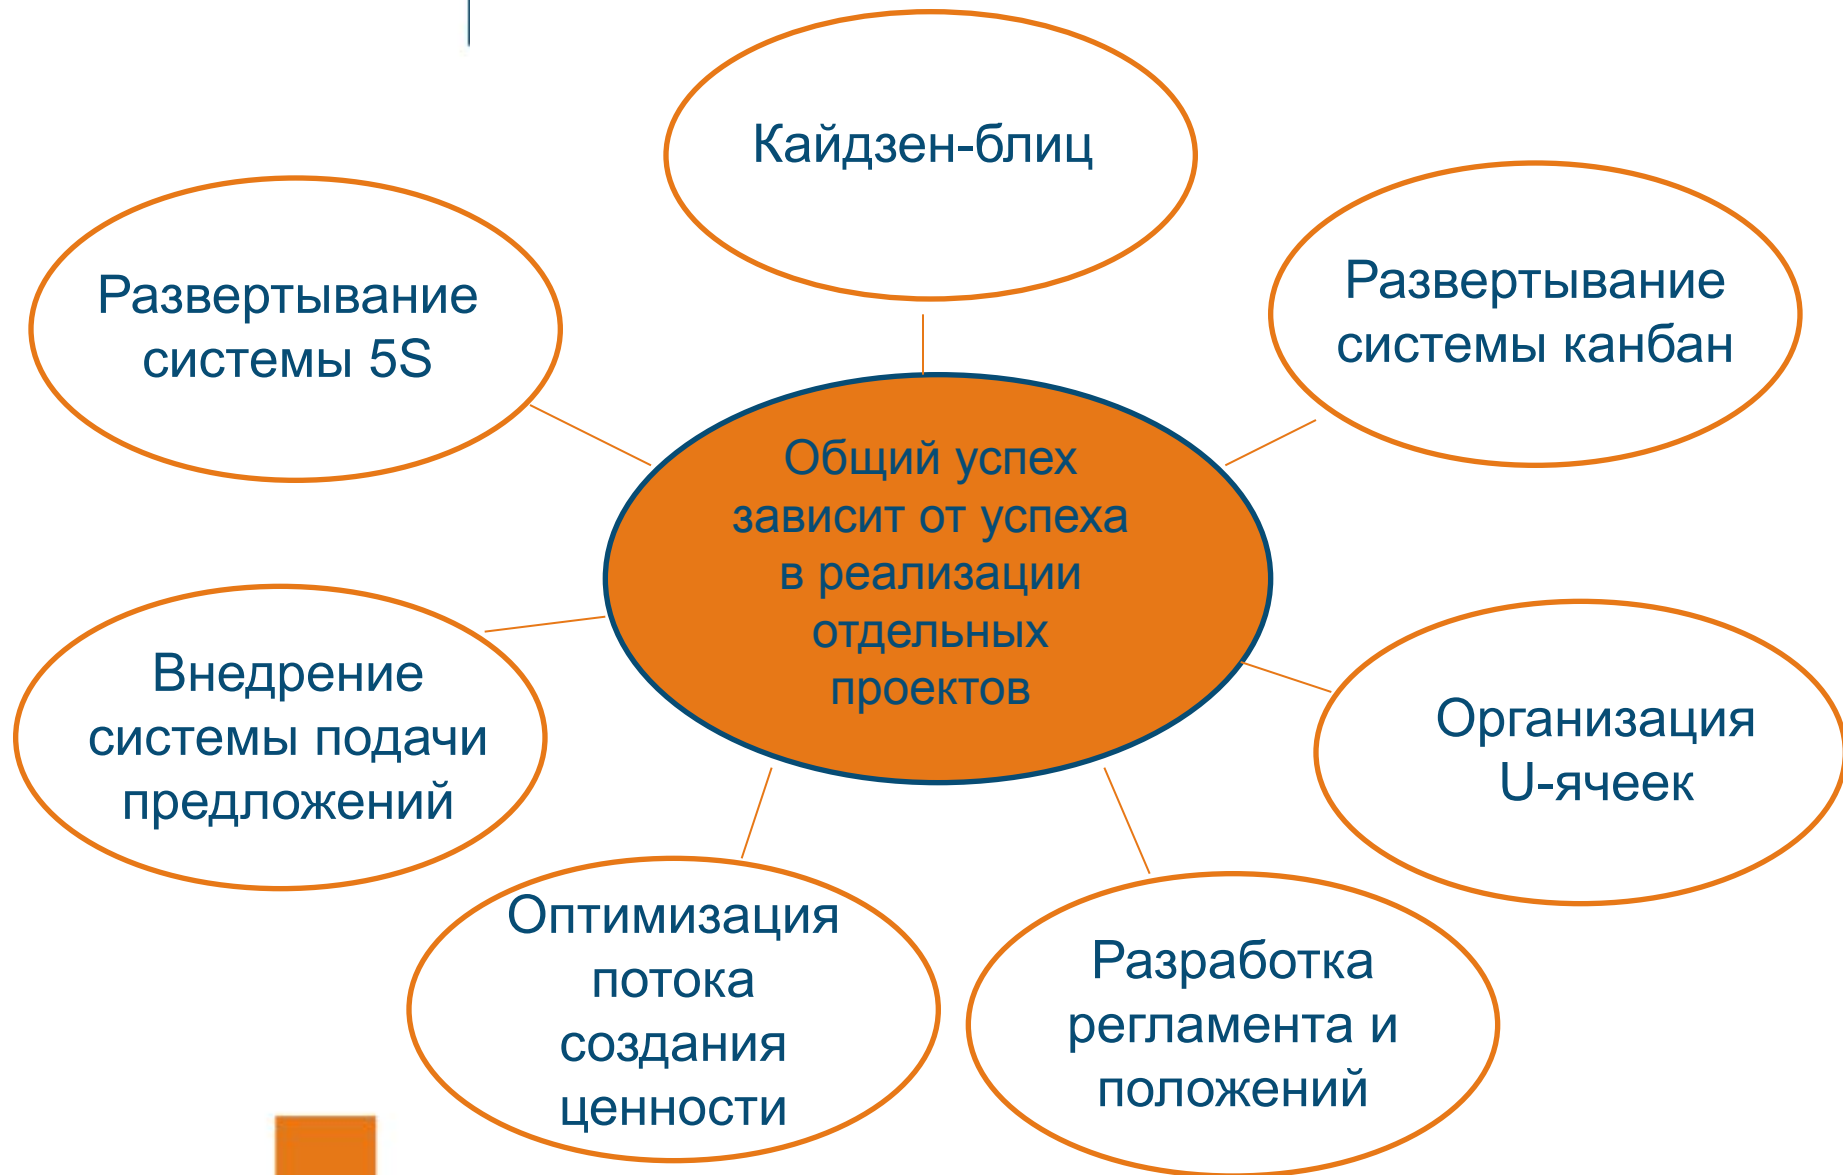 Кайдзен-блиц
Развертывание
системы 5S
Развертывание
системы канбан
Общий успех
зависит от успеха
в реализации
отдельных
проектов
Внедрение
системы подачи
предложений
Организация
U-ячеек
Оптимизация
потока
создания
ценности
Разработка
регламента и
положений